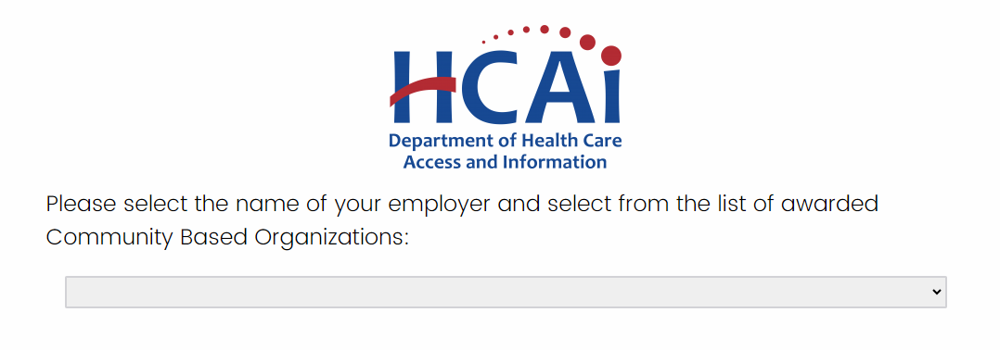 HCAi
Department of Health Care
Access and Information
Please select the name of your employer and select from the list of awarded
Community Based Organizations: